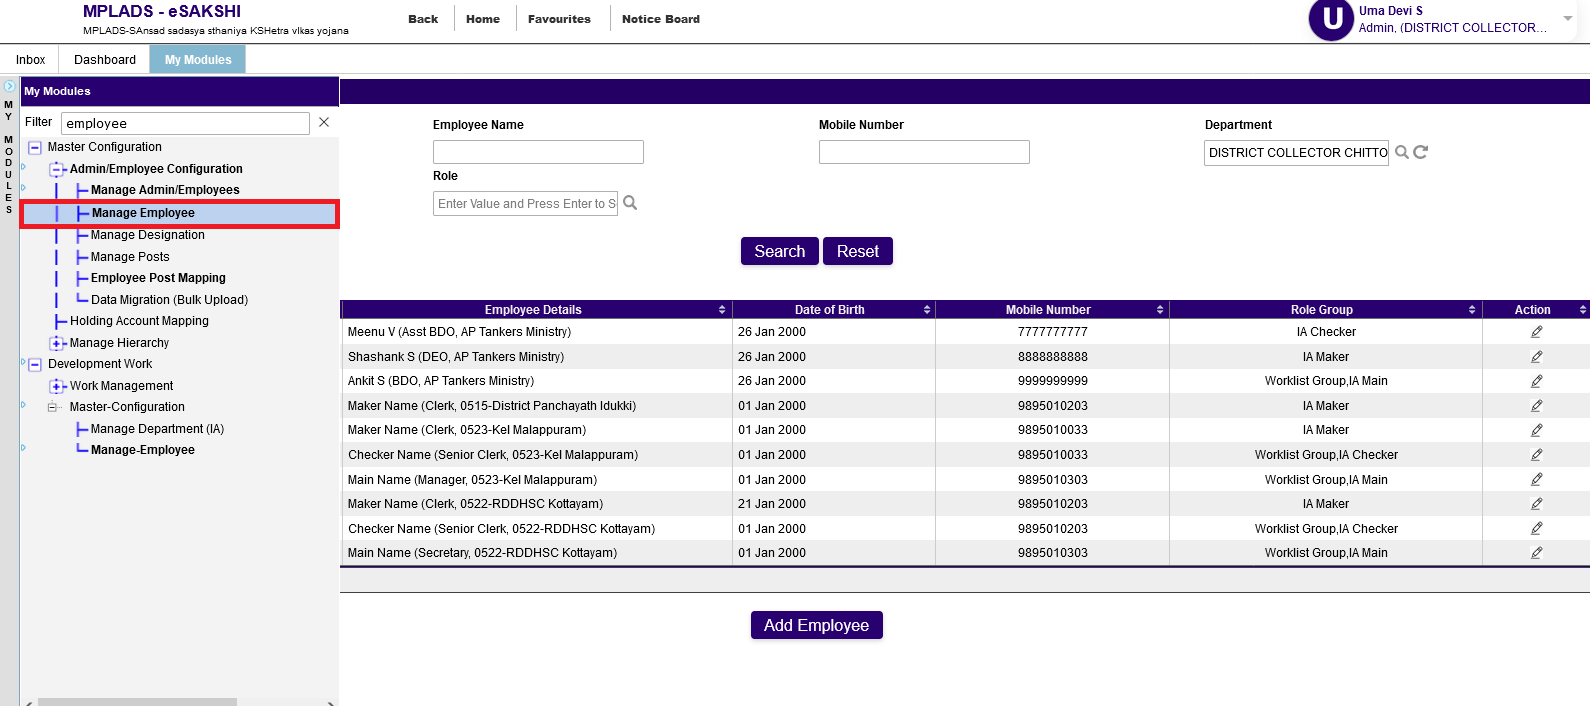 MPLADS - eSAKSHI
MPLADS-SAnsad sadasya sthaniya KSHetra vIkas yojana
Back
Home
Favourites
Notice Board
U
Uma Devi S
Admin, (DISTRICT COLLECTOR...
Inbox
Dashboard
My Modules
MY MODULES
My Modules
Filter
employee
Master Configuration
Admin/Employee Configuration
Manage Admin/Employees
Manage Employee
Manage Designation
Manage Posts
Employee Post Mapping
Data Migration (Bulk Upload)
Holding Account Mapping
Manage Hierarchy
Development Work
Work Management
Master-Configuration
Manage Department (IA)
Manage-Employee
Employee Name
Mobile Number
Department
DISTRICT COLLECTOR CHITTO
Role
Enter Value and Press Enter to S
Search
Reset
Employee Details Date of Birth Mobile Number Role Group Action
Meenu V (Asst BDO, AP Tankers Ministry) 26 Jan 2000 7777777777 IA Checker
Shashank S (DEO, AP Tankers Ministry) 26 Jan 2000 8888888888 IA Maker
Ankit S (BDO, AP Tankers Ministry) 26 Jan 2000 9999999999 Worklist Group,IA Main
Maker Name (Clerk, 0515-District Panchayath Idukki) 01 Jan 2000 9895010203 IA Maker
Maker Name (Clerk, 0523-Kel Malappuram) 01 Jan 2000 9895010033 IA Maker
Checker Name (Senior Clerk, 0523-Kel Malappuram) 01 Jan 2000 9895010033 Worklist Group,IA Checker
Main Name (Manager, 0523-Kel Malappuram) 01 Jan 2000 9895010033 Worklist Group,IA Main
Maker Name (Clerk, 0522-RDDHSC Kottayam) 21 Jan 2000 9895010203 IA Maker
Checker Name (Senior Clerk, 0522-RDDHSC Kottayam) 01 Jan 2000 9895010203 Worklist Group,IA Checker
Main Name (Secretary, 0522-RDDHSC Kottayam) 01 Jan 2000 9895010303 Worklist Group,IA Main
Add Employee